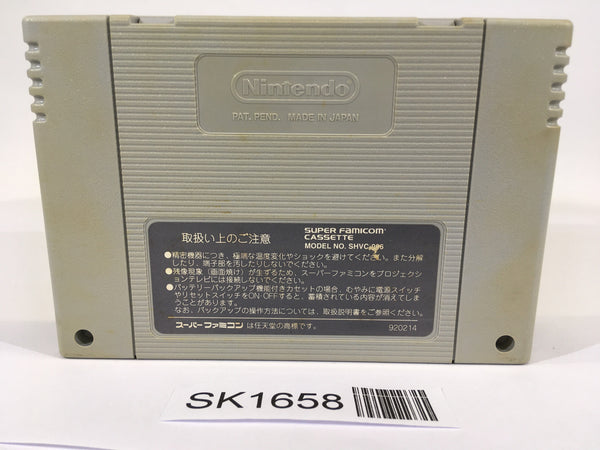 Nintendo
PAT. PEND. MADE IN JAPAN
取扱い上のご注意
SUPER FAMICOM
CASSETTE
MODEL NO. SHVC-006
●精密機器につき、極端な温度変化やショックを避けてください。また分解
したり、端子部を汚したりしないでください。
●残像現象(画面焼け)が生ずるため、スーパーファミコンをプロジェクシ
ョンテレビには接続しないでください。
●バッテリーバックアップ機能付きカセットの場合、むやみに電源スイッチ
やリセットスイッチをON・OFFすると、蓄積されている内容が消えてしま
うことがあります。
なお、バックアップの操作方法については、取扱説明書をご参照ください。
スーパーファミコン は任天堂の商標です。
920214
SK1658